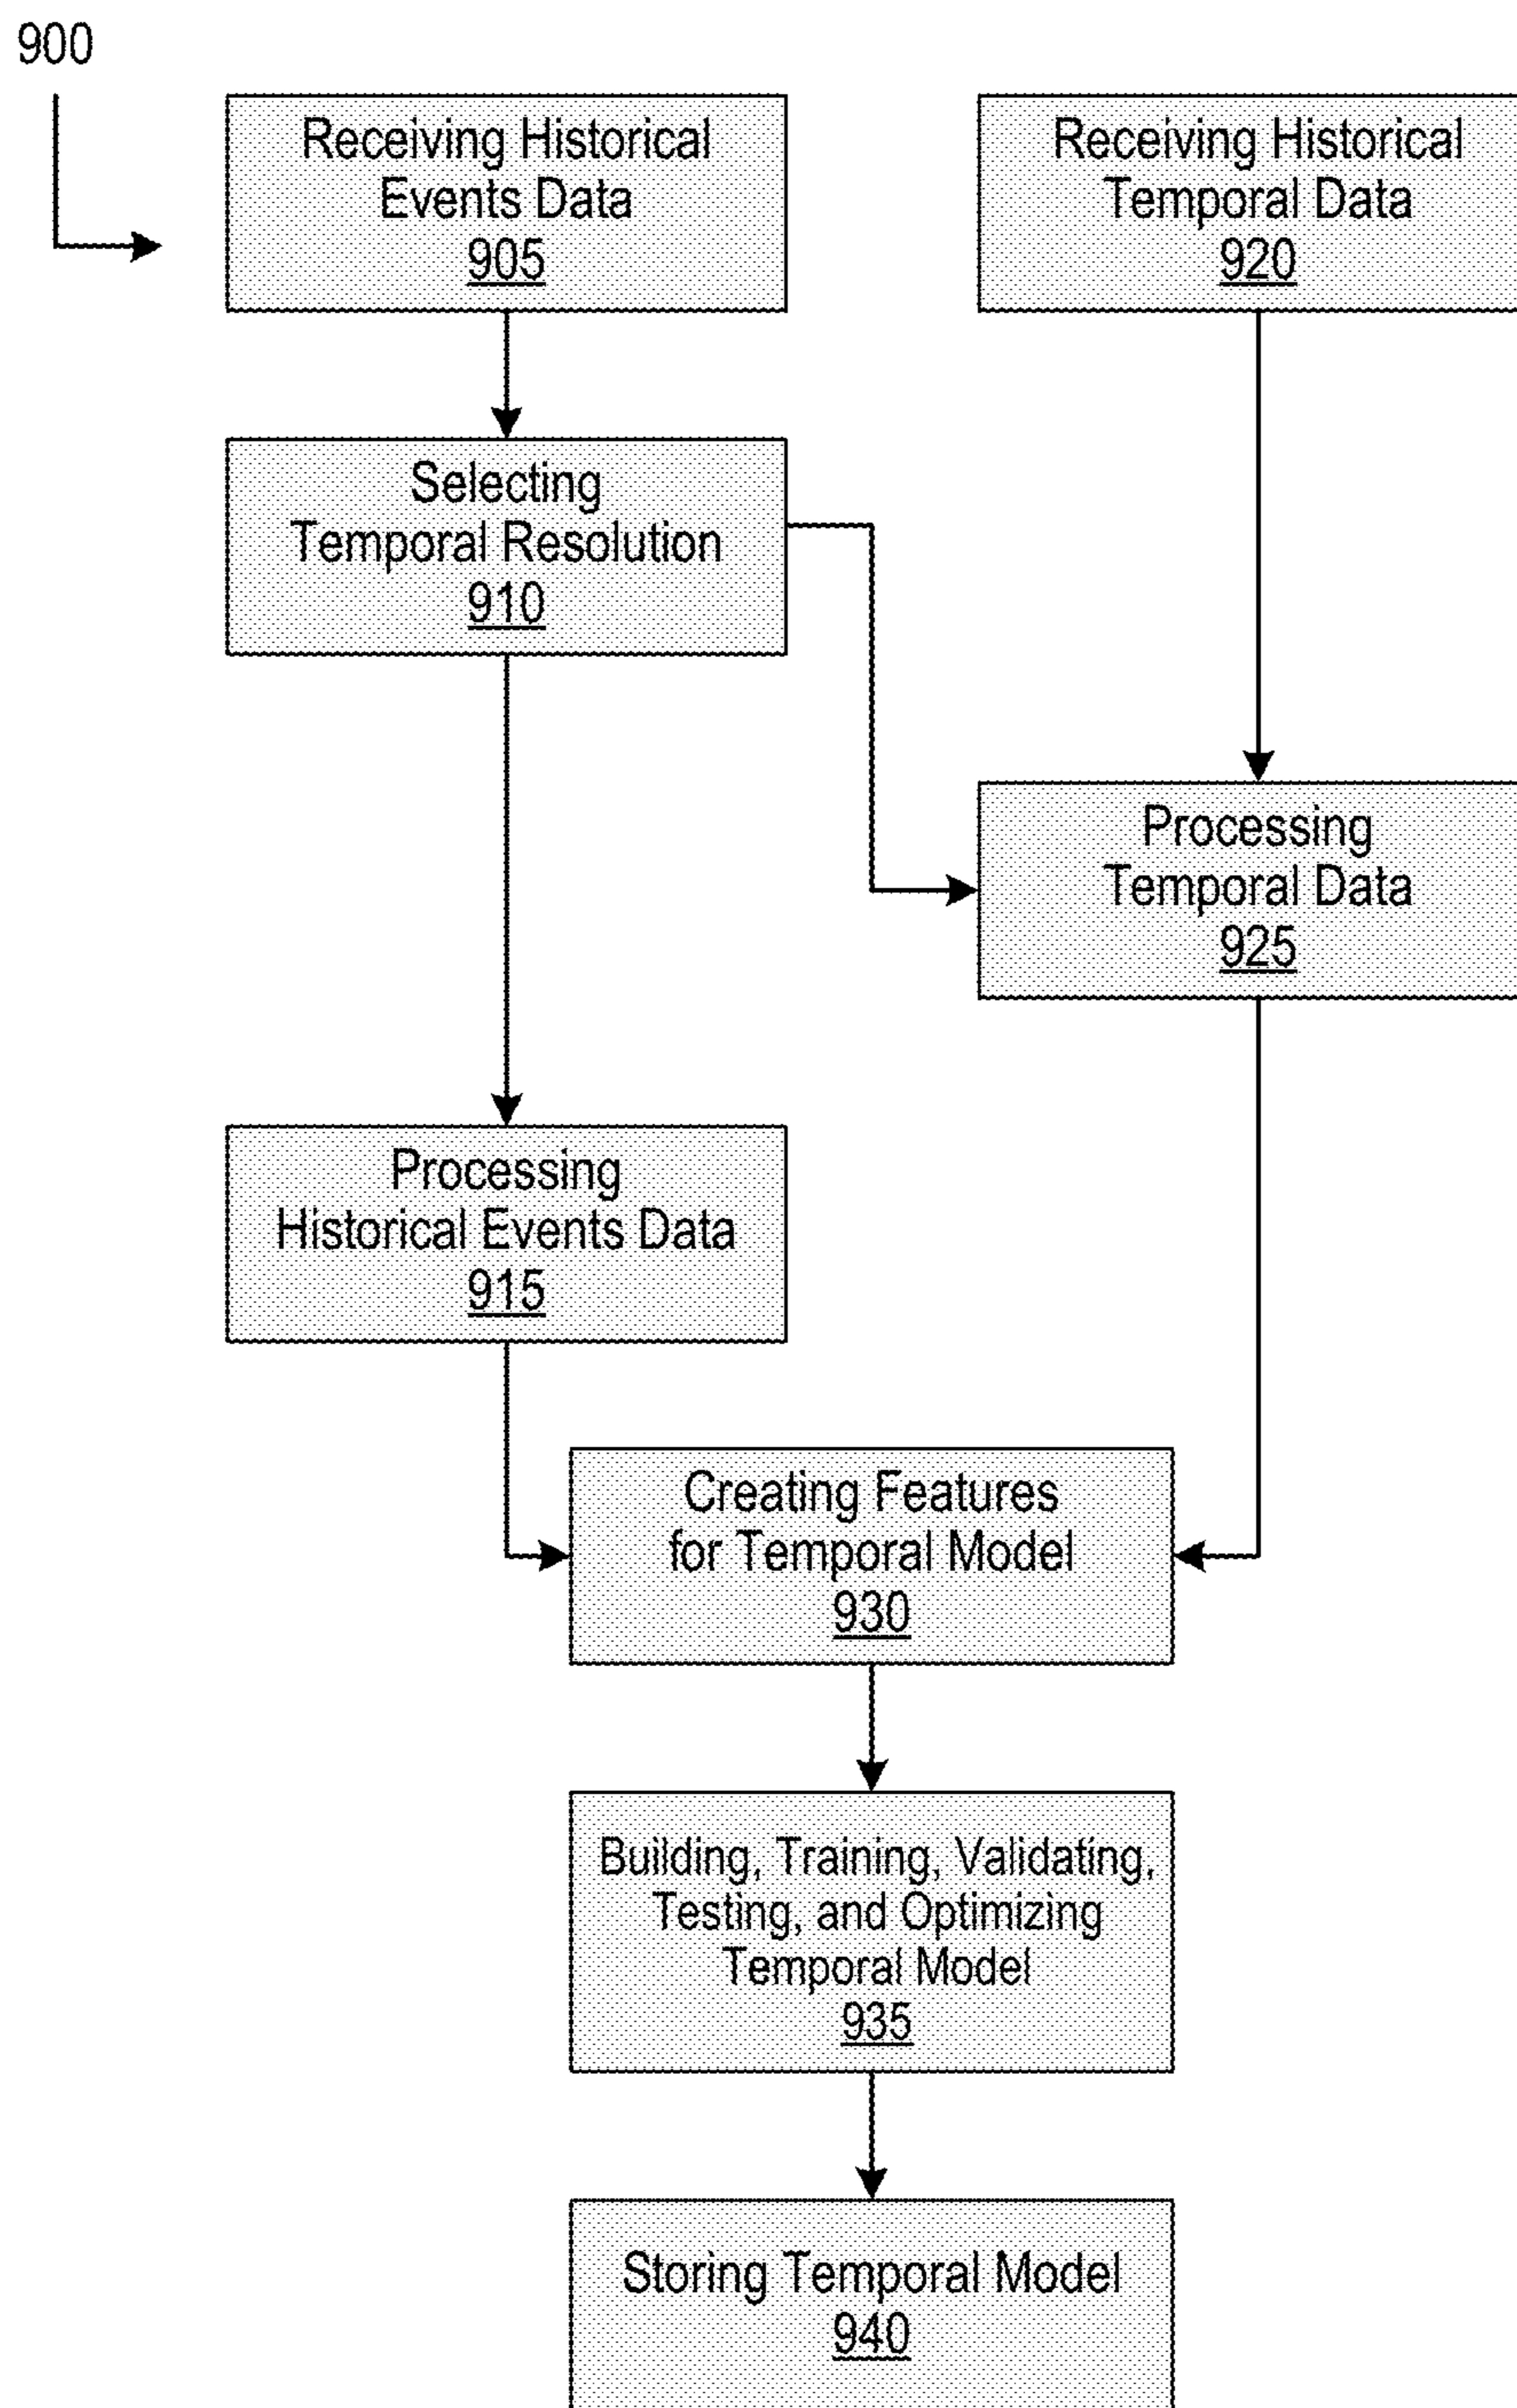 900
Receiving Historical
Events Data
905
Receiving Historical
Temporal Data
920
Selecting
Temporal Resolution
910
Processing
Temporal Data
925
Processing
Historical Events Data
915
Creating Features
for Temporal Model
930
Building, Training, Validating,
Testing, and Optimizing
Temporal Model
935
Storing Temporal Model
940